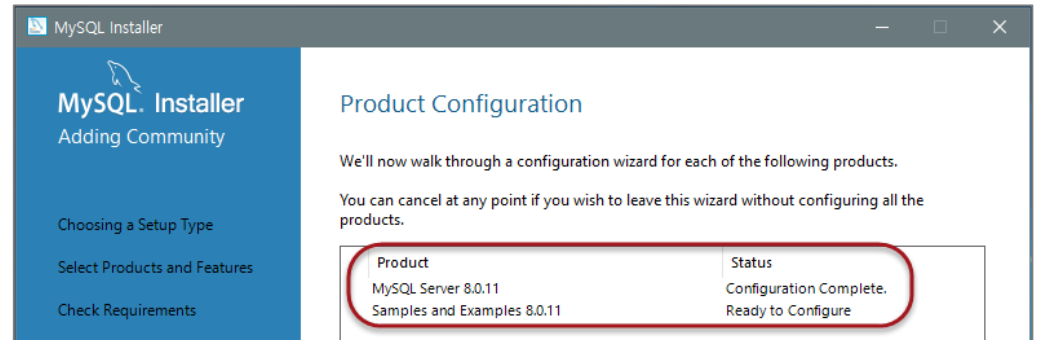 MySQL Installer
MySQL. Installer
Adding Community
Choosing a Setup Type
Select Products and Features
Check Requirements
Product Configuration
We'll now walk through a configuration wizard for each of the following products.
You can cancel at any point if you wish to leave this wizard without configuring all the
products.
Product Status
MySQL Server 8.0.11 Configuration Complete.
Samples and Examples 8.0.11 Ready to Configure